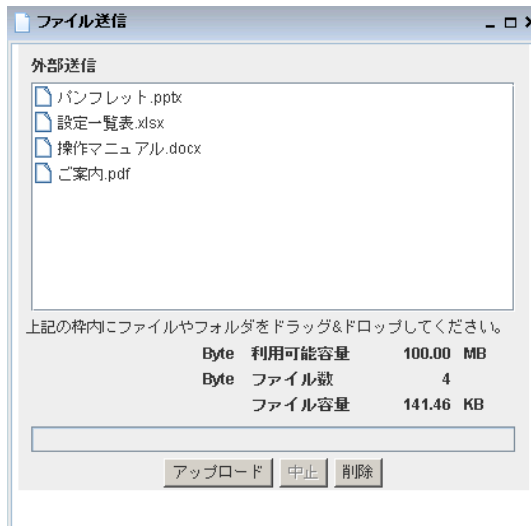 ファイル送信
外部送信
パンフレット.pptx
設定一覧表.xlsx
操作マニュアル.docx
ご案内.pdf
上記の枠内にファイルやフォルダをドラッグ&ドロップしてください。
Byte 利用可能容量 100.00 MB
Byte ファイル数 4
ファイル容量 141.46 KB
アップロード 中止 削除